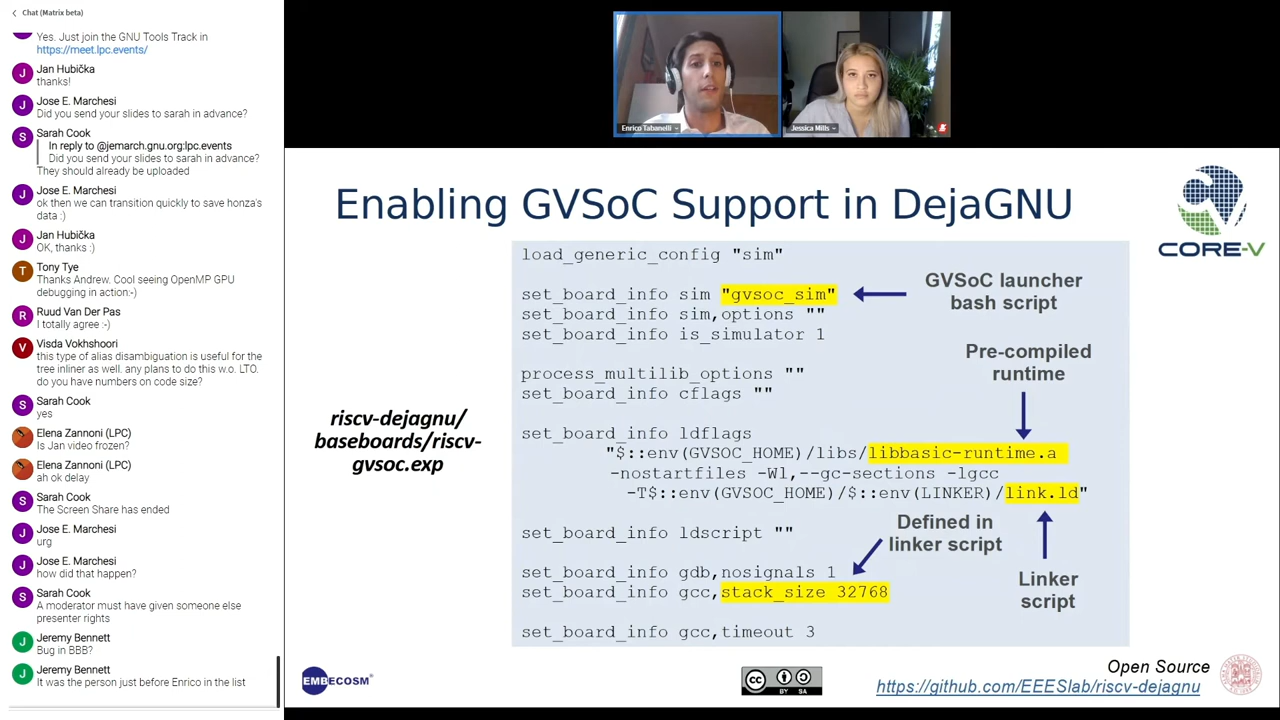 Chat (Matrix beta)
Yes. Just join the GNU Tools Track in
https://meet.lpc.events/
J
Jan Hubička
thanks!
J
Jose E. Marchesi
Did you send your slides to sarah in advance?
S
Sarah Cook
In reply to @jemarch.gnu.org:lpc.events
Did you send your slides to sarah in advance?
They should already be uploaded
J
Jose E. Marchesi
ok then we can transition quickly to save honza's
data :)
J
Jan Hubička
OK, thanks :)
T
Tony Tye
Thanks Andrew. Cool seeing OpenMP GPU
debugging in action:-)
R
Ruud Van Der Pas
I totally agree :-)
V
Visda Vokhshoori
this type of alias disambiguation is useful for the
tree inliner as well. any plans to do this w.o. LTO.
do you have numbers on code size?
S
Sarah Cook
yes
Elena Zannoni (LPC)
Is Jan video frozen?
Elena Zannoni (LPC)
ah ok delay
S
Sarah Cook
The Screen Share has ended
J
Jose E. Marchesi
urg
J
Jose E. Marchesi
how did that happen?
S
Sarah Cook
A moderator must have given someone else
presenter rights
J
Jeremy Bennett
Bug in BBB?
J
Jeremy Bennett
It was the person just before Enrico in the list
Enrico Tabanelli
Jessica Mills
Enabling GVSoC Support in DejaGNU
CORE-V
riscv-dejagnu/
baseboards/riscv-
gvsoc.exp
load_generic_config "sim"
set_board_info sim "gvsoc_sim"
set_board_info sim,options ""
set_board_info is_simulator 1
process_multilib_options ""
set_board_info cflags ""
set_board_info ldflags
"$::env(GVSOC_HOME)/libs/libbasic-runtime.a
-nostartfiles -Wl,--gc-sections -lgcc
-T$::env(GVSOC_HOME)/$::env(LINKER)/link.ld"
set_board_info ldscript ""
set_board_info gdb,nosignals 1
set_board_info gcc,stack_size 32768
set_board_info gcc,timeout 3
GVSoC launcher
bash script
Pre-compiled
runtime
Defined in
linker script
Linker
script
EMBECOSM®
CC BY SA
Open Source
https://github.com/EEESlab/riscv-dejagnu